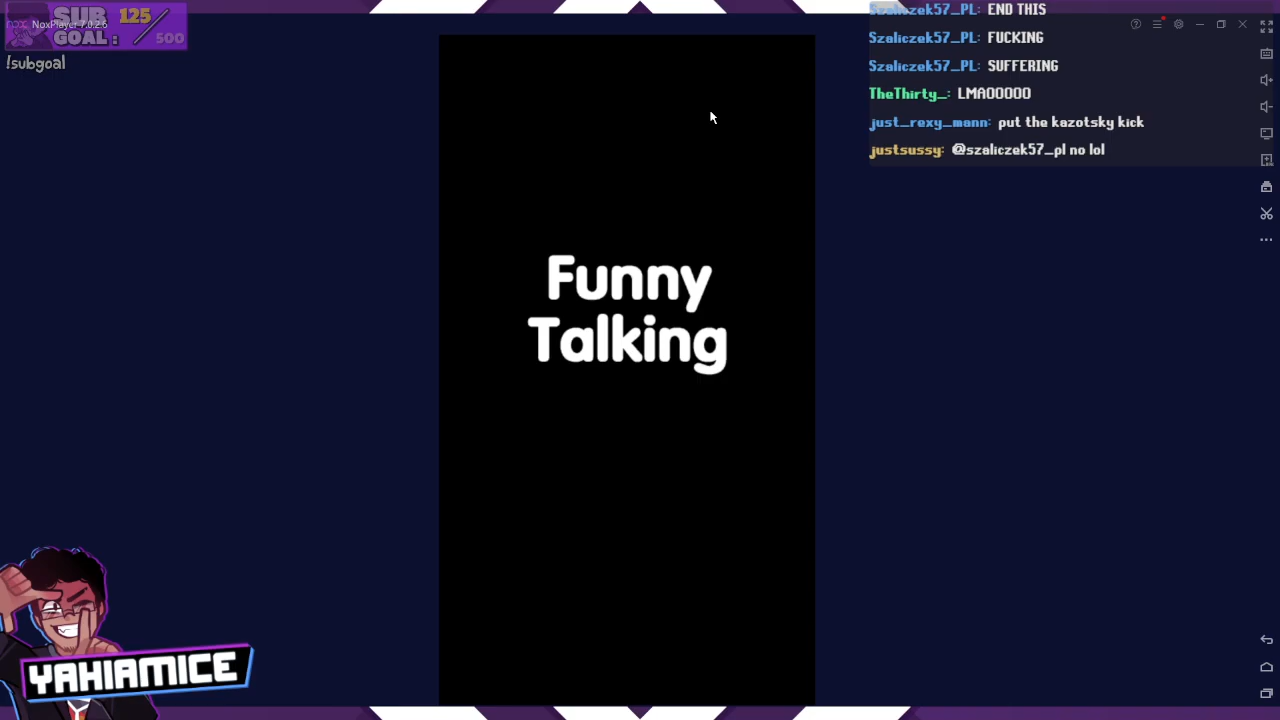 SUB 125
GOAL : 500
NoxPlayer 7.0.2.6
!subgoal
Szaliczek57_PL: END THIS
Szaliczek57_PL: FUCKING
Szaliczek57_PL: SUFFERING
TheThirty_: LMAOOOOO
just_rexy_mann: put the kazotsky kick
justsussy: @szaliczek57_pl no lol
Funny
Talking
YAHIAMICE